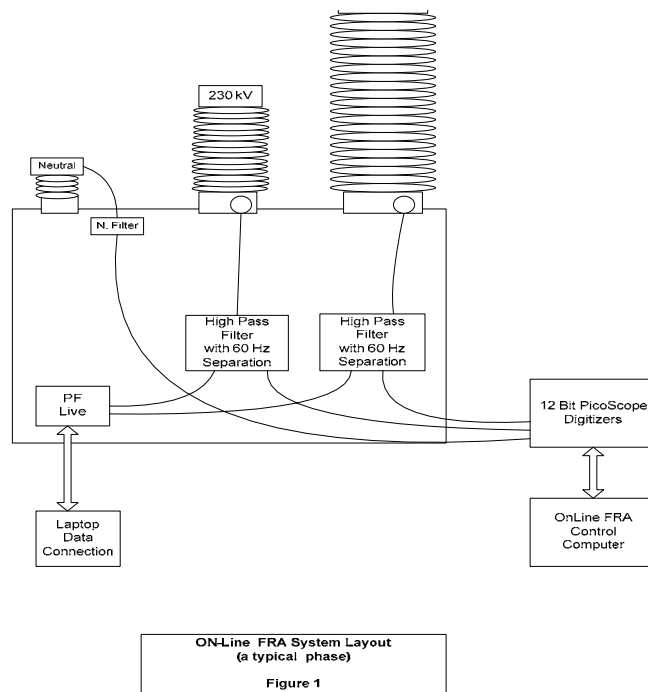 230 kV
Neutral
N. Filter
High Pass
Filter
with 60 Hz
Separation
High Pass
Filter
with 60 Hz
Separation
PF
Live
12 Bit PicoScope
Digitizers
Laptop
Data
Connection
OnLine FRA
Control
Computer
ON-Line FRA System Layout
(a typical phase)
Figure 1